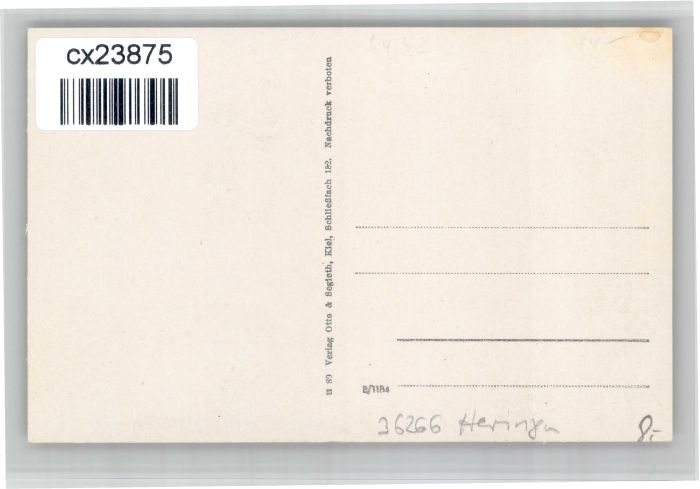 cx23875
u 89 Verlag Otto & Segleth, Kiel, Schließfach 182. Nachdruck verboten
B/1184
36266 Heringen
8,-